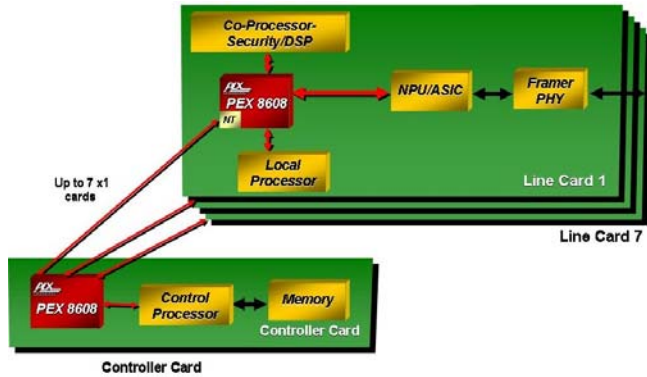 Co-Processor-
Security/DSP
PLX
PEX 8608
NT
NPU/ASIC
Framer
PHY
Local
Processor
Line Card 1
Up to 7 x1
cards
Line Card 7
PLX
PEX 8608
Control
Processor
Memory
Controller Card
Controller Card